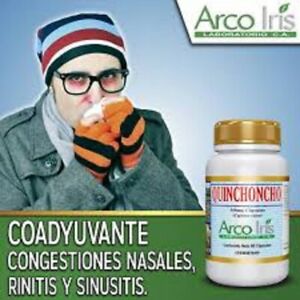 Arco Iris
LABORATORIO C.A.
QUINCHONCHO
Arco Iris
COADYUVANTE
CONGESTIONES NASALES,
RINITIS Y SINUSITIS.